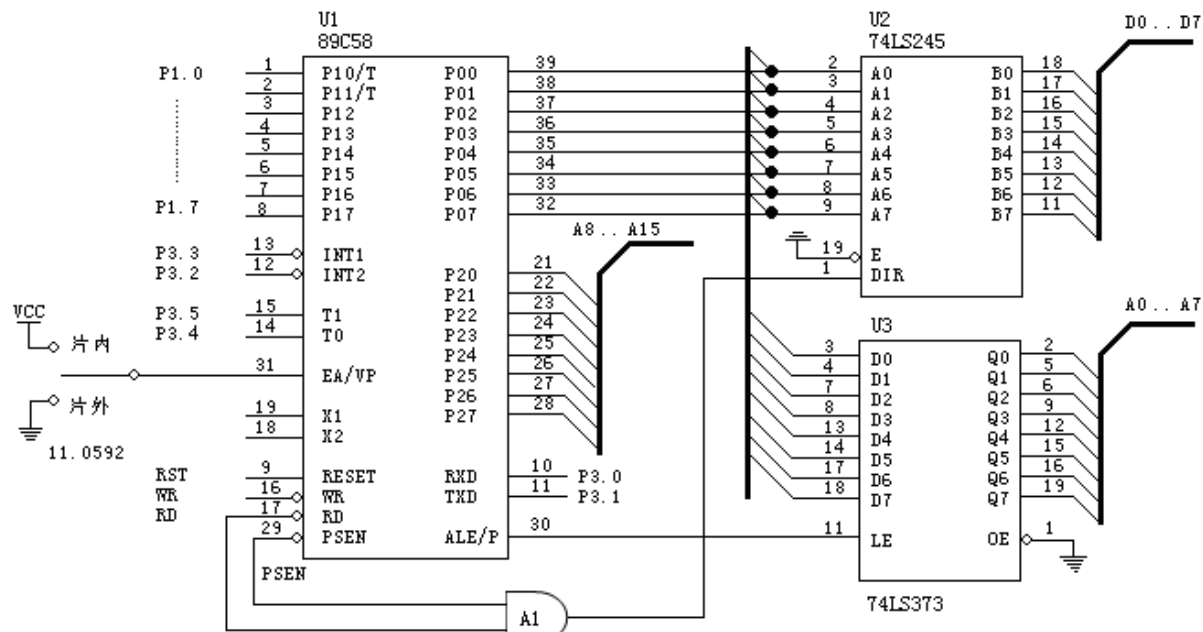 U1
89C58
U2
74LS245
D0..D7
P1.0
1 P10/T P00 39
2 P11/T P01 38
3 P12 P02 37
4 P13 P03 36
5 P14 P04 35
6 P15 P05 34
7 P16 P06 33
P1.7
8 P17 P07 32
2 A0 B0 18
3 A1 B1 17
4 A2 B2 16
5 A3 B3 15
6 A4 B4 14
7 A5 B5 13
8 A6 B6 12
9 A7 B7 11
19 E
1 DIR
A8..A15
P3.3 13 INT1
P3.2 12 INT2
P3.5 15 T1
P3.4 14 T0
VCC
片内
31 EA/VP
片外
19 X1
18 X2
11.0592
P20 21
P21 22
P22 23
P23 24
P24 25
P25 26
P26 27
P27 28
RST 9 RESET RXD 10 P3.0
WR 16 WR TXD 11 P3.1
RD 17 RD
29 PSEN ALE/P 30
PSEN
A1
U3
A0..A7
3 D0 Q0 2
4 D1 Q1 5
7 D2 Q2 6
8 D3 Q3 9
13 D4 Q4 12
14 D5 Q5 15
17 D6 Q6 16
18 D7 Q7 19
11 LE OE 1
74LS373